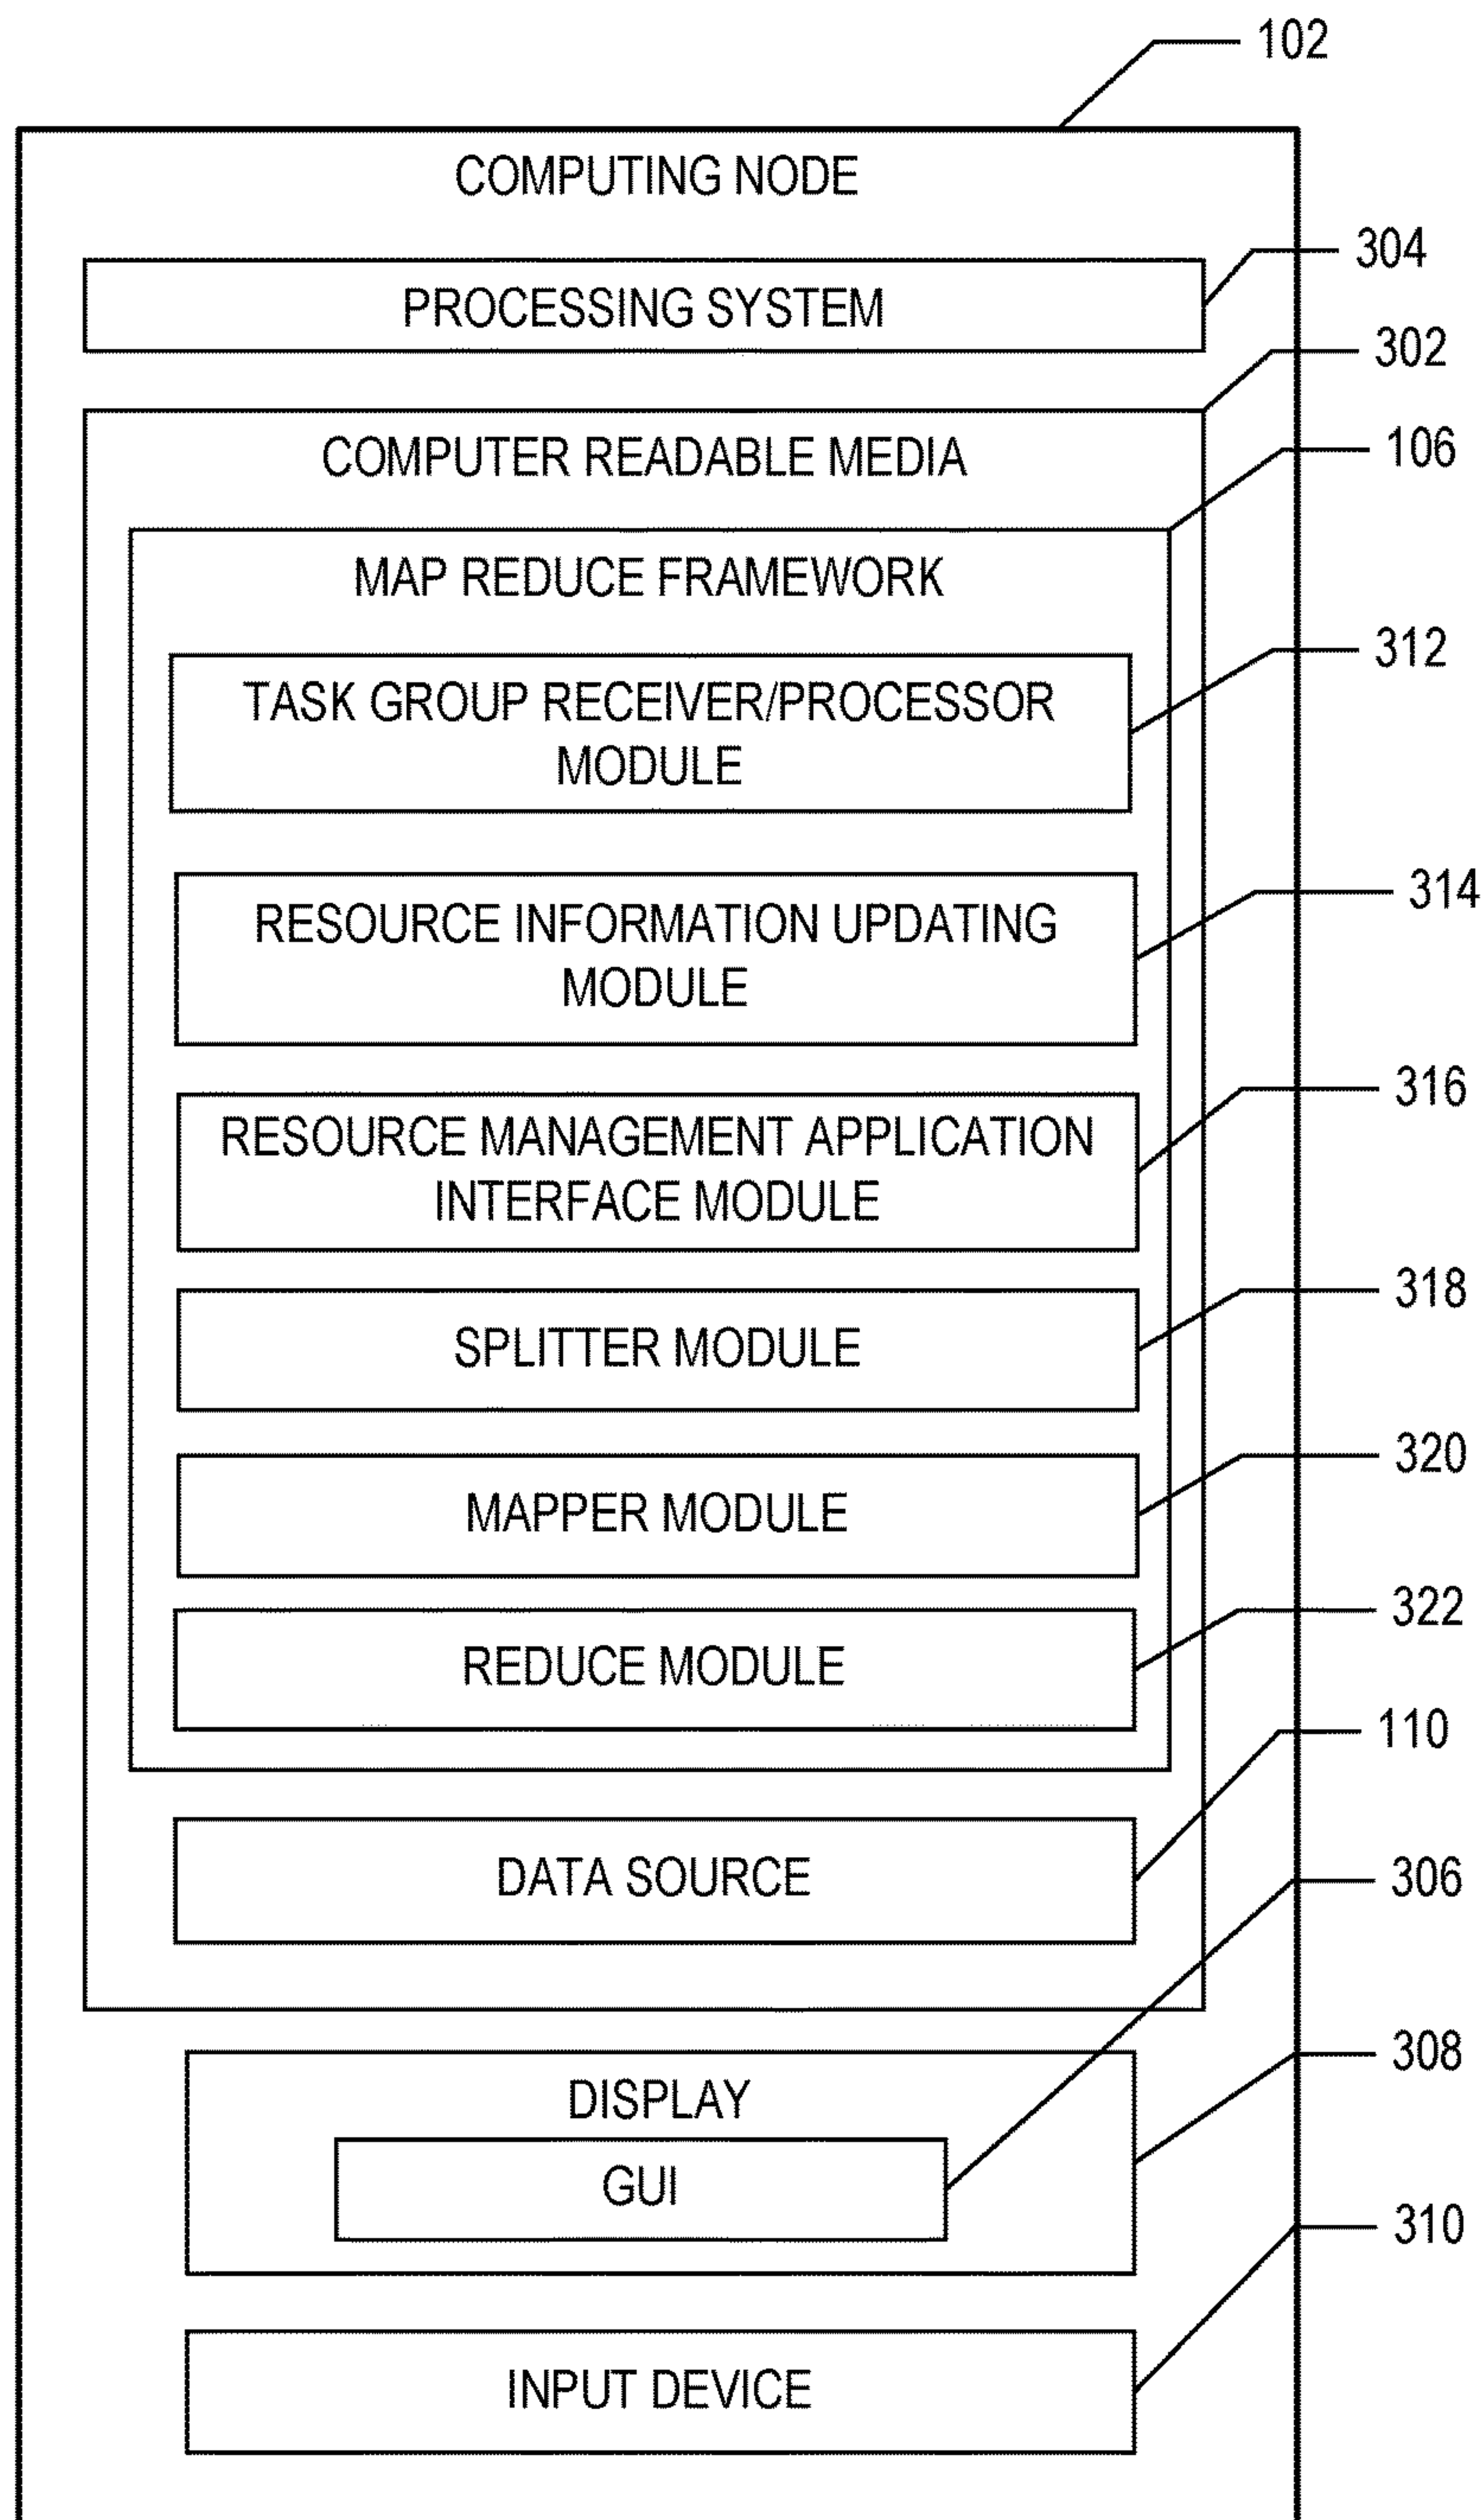 102
COMPUTING NODE
304
PROCESSING SYSTEM
302
COMPUTER READABLE MEDIA
106
MAP REDUCE FRAMEWORK
312
TASK GROUP RECEIVER/PROCESSOR
MODULE
314
RESOURCE INFORMATION UPDATING
MODULE
316
RESOURCE MANAGEMENT APPLICATION
INTERFACE MODULE
318
SPLITTER MODULE
320
MAPPER MODULE
322
REDUCE MODULE
110
DATA SOURCE
306
308
DISPLAY
GUI
310
INPUT DEVICE